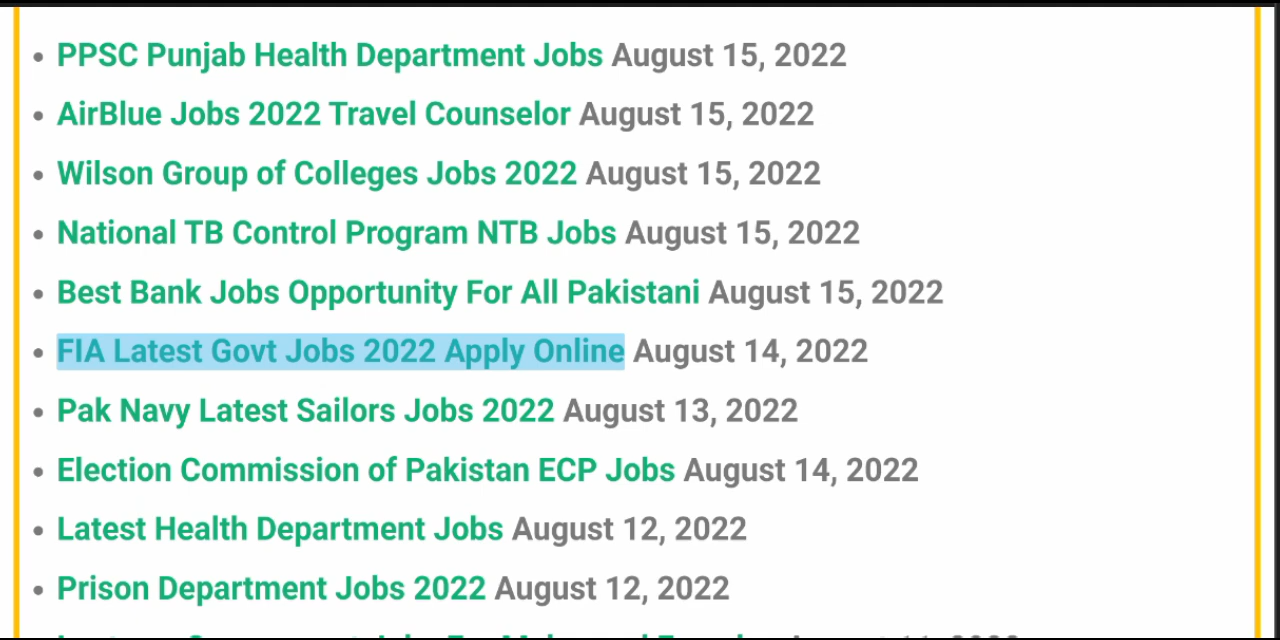 PPSC Punjab Health Department Jobs August 15, 2022
AirBlue Jobs 2022 Travel Counselor August 15, 2022
Wilson Group of Colleges Jobs 2022 August 15, 2022
National TB Control Program NTB Jobs August 15, 2022
Best Bank Jobs Opportunity For All Pakistani August 15, 2022
FIA Latest Govt Jobs 2022 Apply Online August 14, 2022
Pak Navy Latest Sailors Jobs 2022 August 13, 2022
Election Commission of Pakistan ECP Jobs August 14, 2022
Latest Health Department Jobs August 12, 2022
Prison Department Jobs 2022 August 12, 2022